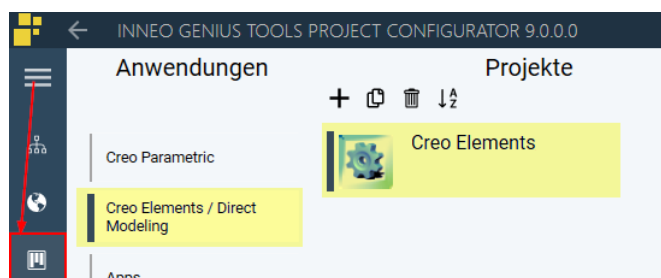 INNEO GENIUS TOOLS PROJECT CONFIGURATOR 9.0.0.0
Anwendungen
Projekte
Creo Parametric
Creo Elements / Direct
Modeling
Apps
Creo Elements